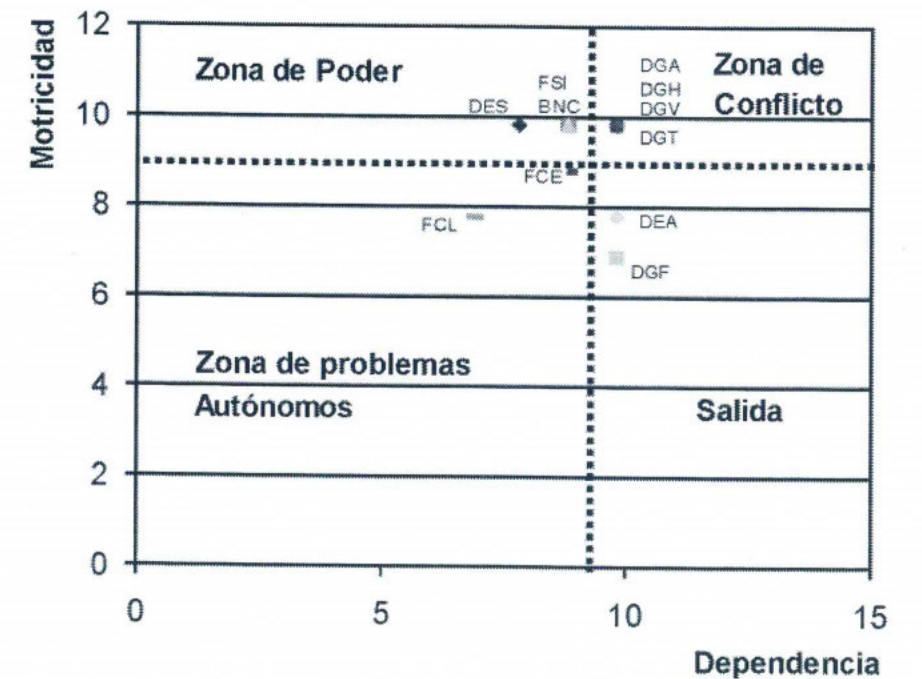 Motricidad
12
10
8
6
4
2
0
Zona de Poder
Zona de
Conflicto
FSI
DES
BNC
DGA
DGH
DGV
DGT
FCE
FCL
DEA
DGF
Zona de problemas
Autónomos
Salida
0
5
10
15
Dependencia